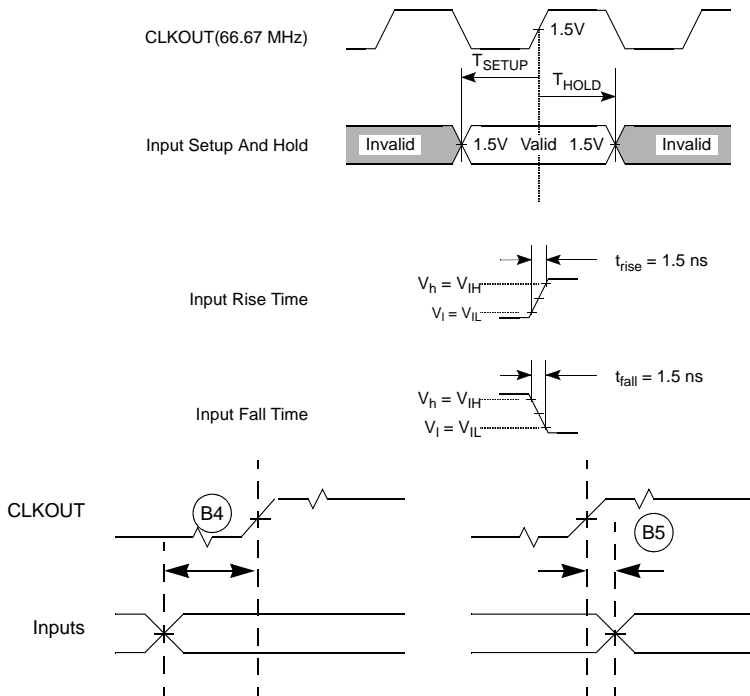 CLKOUT(66.67 MHz)
1.5V
TSETUP
THOLD
Input Setup And Hold
Invalid
1.5V Valid 1.5V
Invalid
Input Rise Time
Vh = VIH
Vl = VIL
trise = 1.5 ns
Input Fall Time
Vh = VIH
Vl = VIL
tfall = 1.5 ns
CLKOUT
B4
B5
Inputs